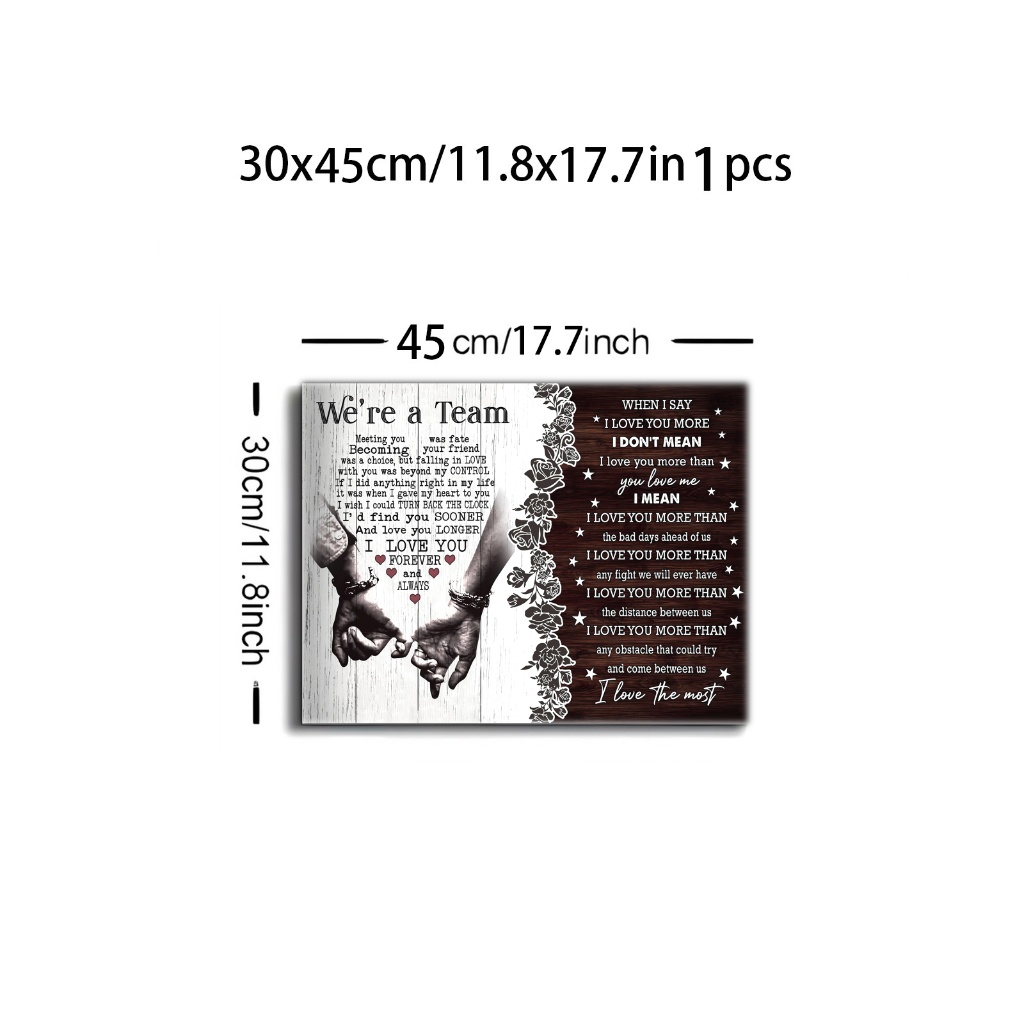 30x45cm/11.8x17.7in 1pcs
45 cm/17.7inch
30cm/11.8inch
We're a Team
Meeting you was fate
Becoming your friend
was a choice, but falling in LOVE
with you was beyond my CONTROL
If I did anything right in my life
it was when I gave my heart to you
I wish I could TURN BACK THE CLOCK
I'd find you SOONER
And love you LONGER
I LOVE YOU
FOREVER
and
ALWAYS
WHEN I SAY
I LOVE YOU MORE
I DON'T MEAN
I love you more than
you love me
I MEAN
I LOVE YOU MORE THAN
the bad days ahead of us
I LOVE YOU MORE THAN
any fight we will ever have
I LOVE YOU MORE THAN
the distance between us
I LOVE YOU MORE THAN
any obstacle that could try
and come between us
I love the most